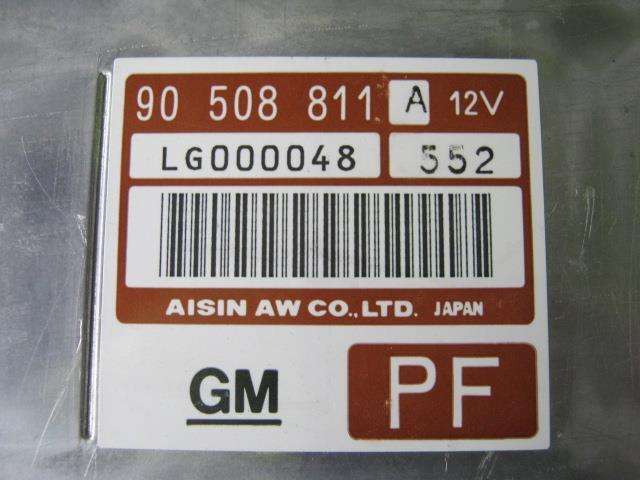 90 508 811 A 12V
LG000048 552
AISIN AW CO.,LTD. JAPAN
GM PF